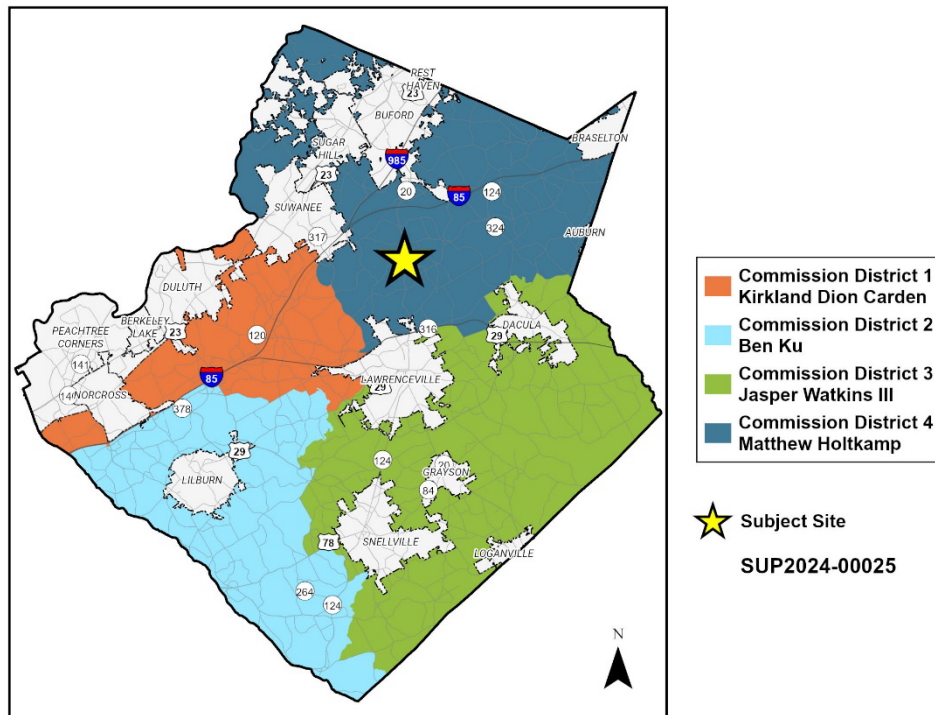 REST
HAVEN
23
BUFORD
BRASELTON
SUGAR
HILL
985
23
20
85
124
SUWANEE
324
317
AUBURN
DULUTH
BERKELEY
LAKE
23
PEACHTREE
CORNERS
120
316
DACULA
29
141
LAWRENCEVILLE
29
14
NORCROSS
85
378
29
LILBURN
124
20
GRAYSON
84
78
SNELLVILLE
LOGANVILLE
264
124
N
Commission District 1
Kirkland Dion Carden
Commission District 2
Ben Ku
Commission District 3
Jasper Watkins III
Commission District 4
Matthew Holtkamp
Subject Site
SUP2024-00025